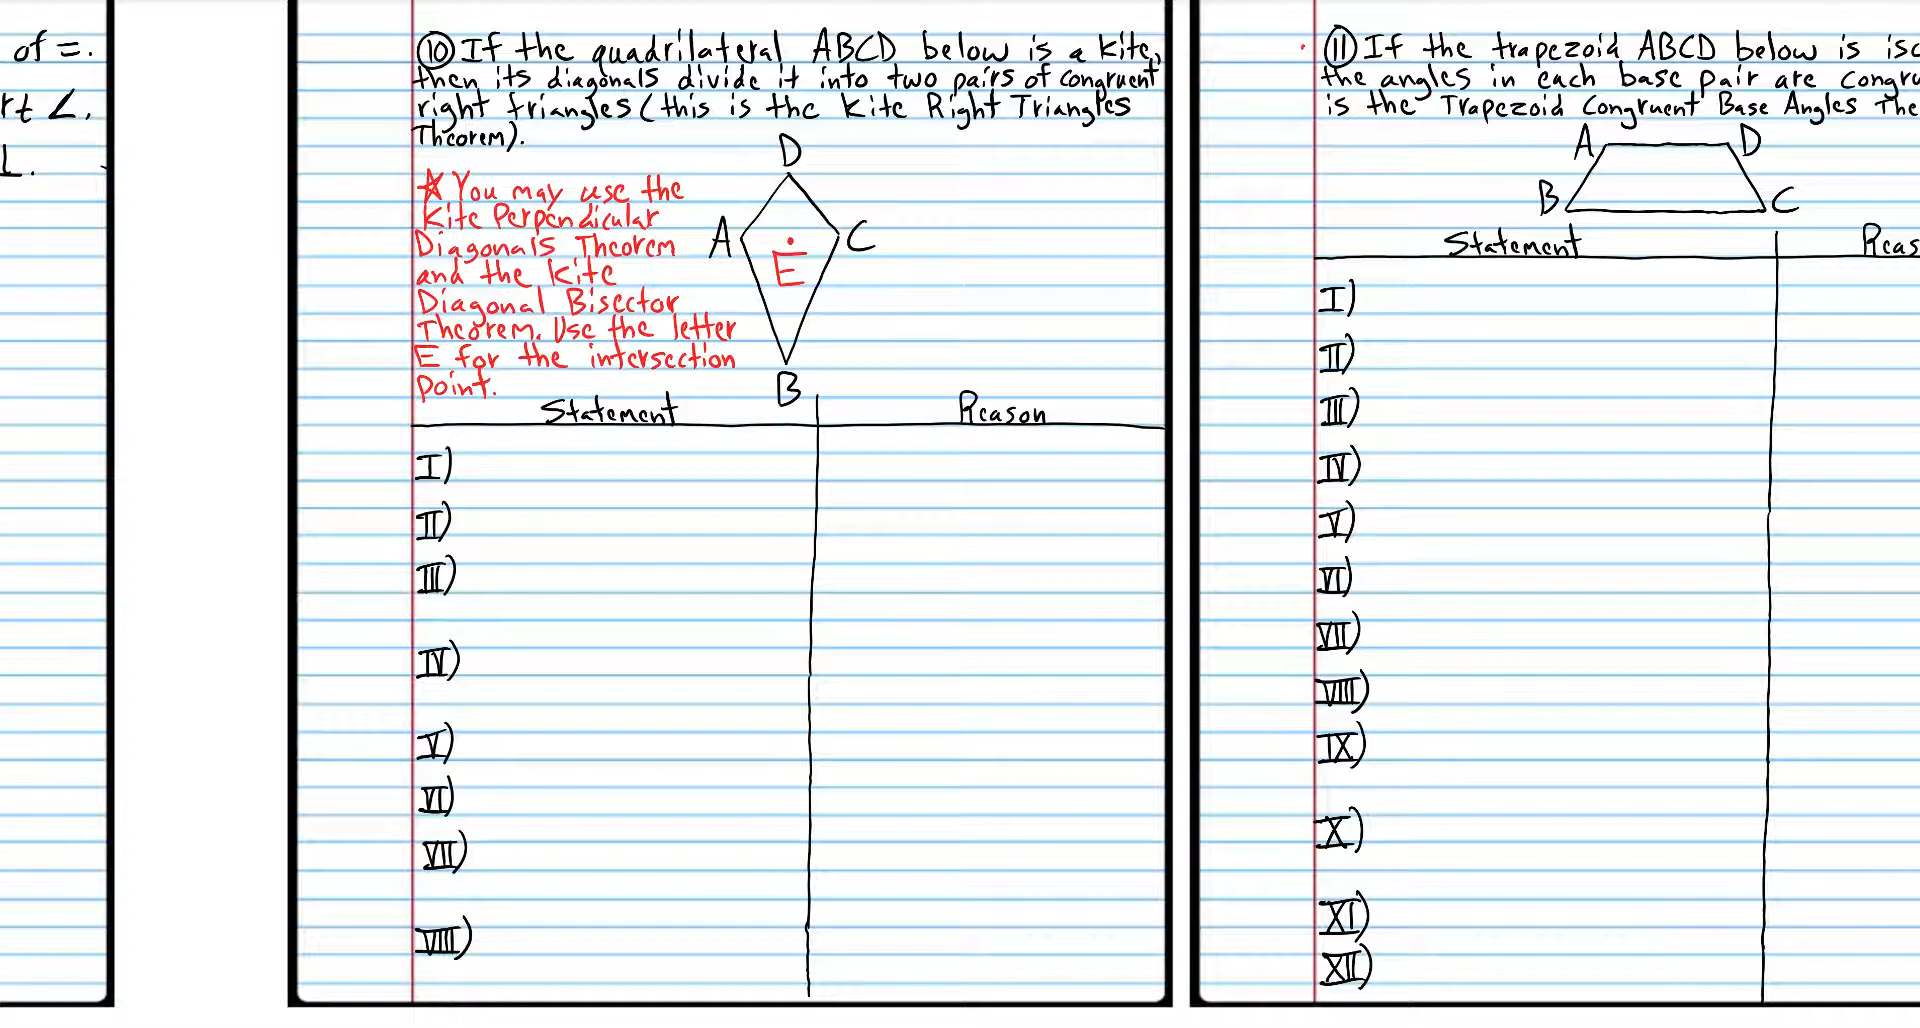 of =.
rt ∠.
⊥.
⑩ If the quadrilateral ABCD below is a kite,
then its diagonals divide it into two pairs of congruent
right triangles (this is the Kite Right Triangles
Theorem).
☆ You may use the
Kite Perpendicular
Diagonals Theorem
and the Kite
Diagonal Bisector
Theorem. Use the letter
E for the intersection
point.
D
A
C
E
B
Statement Reason
I)
II)
III)
IV)
V)
VI)
VII)
VIII)
⑪ If the trapezoid ABCD below is isc
the angles in each base pair are congru
is the Trapezoid Congruent Base Angles The
A D
B C
Statement Reas
I)
II)
III)
IV)
V)
VI)
VII)
VIII)
IX)
X)
XI)
XII)